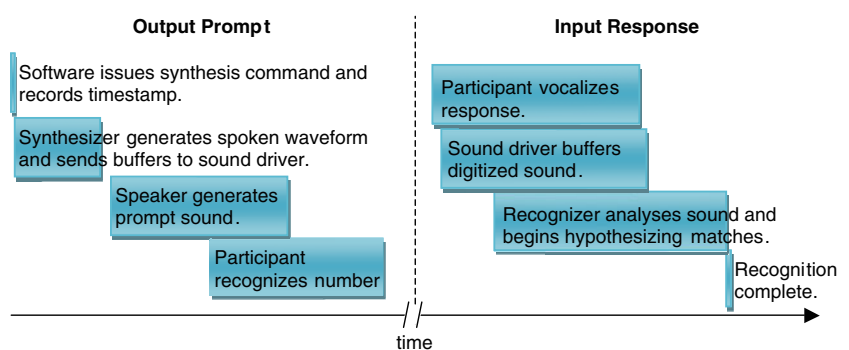 Output Prompt
Software issues synthesis command and
records timestamp.
Synthesizer generates spoken waveform
and sends buffers to sound driver.
Speaker generates
prompt sound.
Participant
recognizes number
Input Response
Participant vocalizes
response.
Sound driver buffers
digitized sound.
Recognizer analyses sound and
begins hypothesizing matches.
Recognition
complete.
time